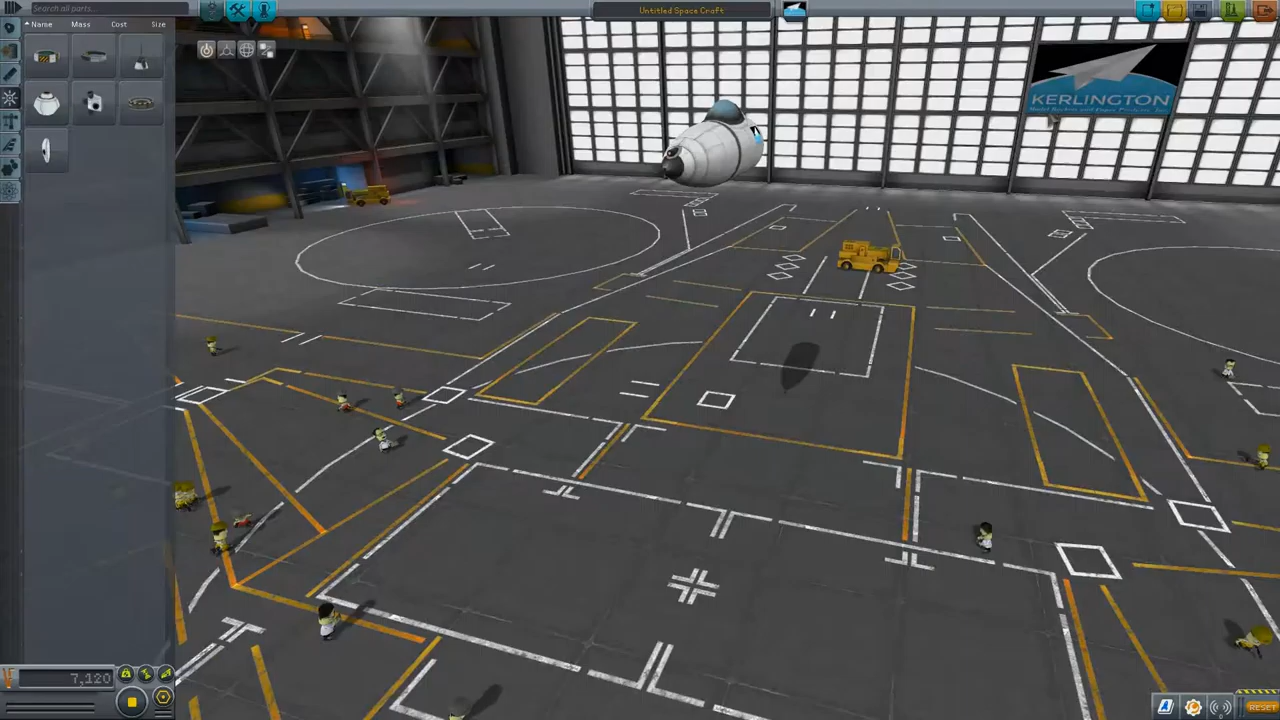 Search all parts...
Name Mass Cost Size
Untitled Space Craft
KERLINGTON
7,120
RESET